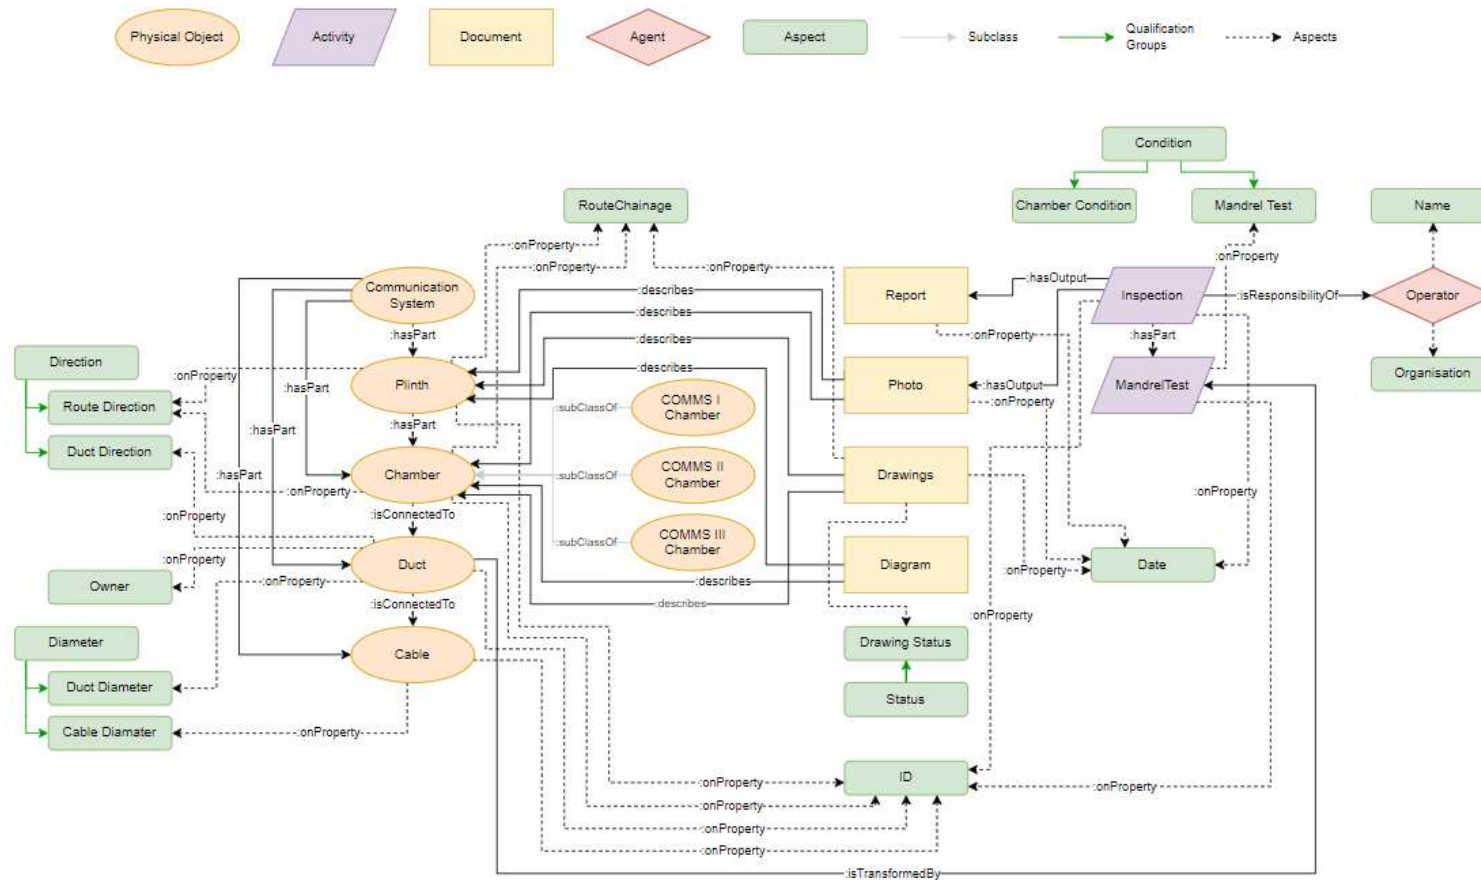 Physical Object
Activity
Document
Agent
Aspect
Subclass
Qualification
Groups
Aspects
Condition
Chamber Condition
Mandrel Test
Name
RouteChainage
:onProperty
:onProperty
:onProperty
:onProperty
Communication
System
:describes
:describes
:describes
:describes
Report
:hasOutput
Inspection
:isResponsibilityOf
Operator
:hasPart
:onProperty
:hasPart
Direction
Route Direction
Duct Direction
:onProperty
:hasPart
:hasPart
:hasPart
Plinth
:hasPart
Photo
:hasOutput
:onProperty
MandrelTest
Organisation
:subClassOf
COMMS I
Chamber
Chamber
:subClassOf
COMMS II
Chamber
Drawings
:onProperty
:onProperty
:isConnectedTo
:subClassOf
COMMS III
Chamber
:onProperty
:onProperty
Owner
:onProperty
Duct
Diagram
:describes
:describes
:onProperty
Date
:isConnectedTo
:onProperty
Diameter
Duct Diameter
Cable Diamater
Cable
Drawing Status
Status
:onProperty
:onProperty
ID
:onProperty
:onProperty
:onProperty
:onProperty
:isTransformedBy